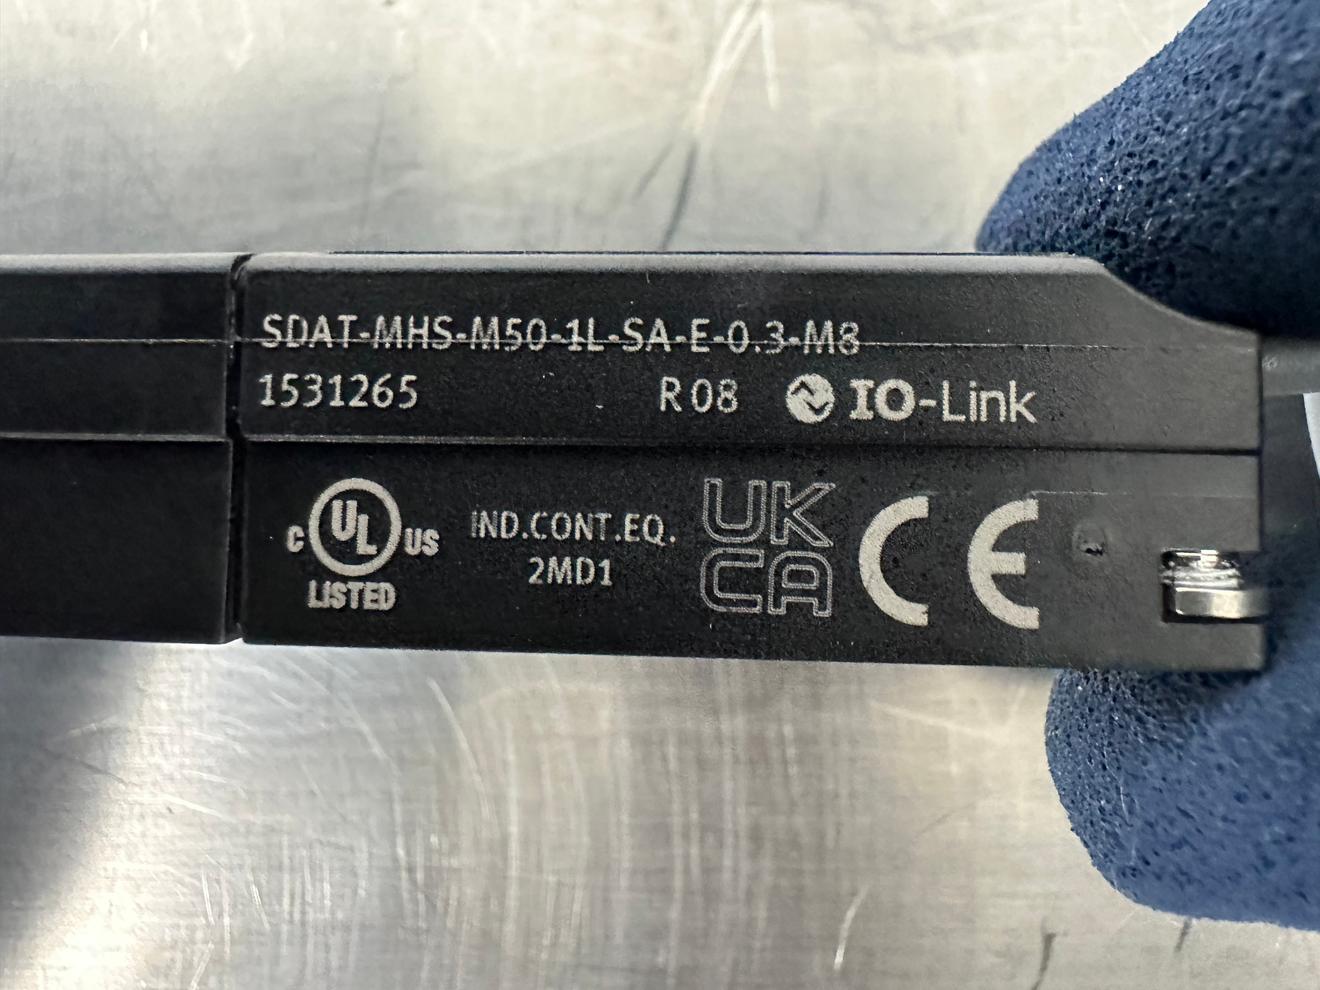 SDAT-MHS-M50-1L-SA-E-0.3-M8
1531265 R08 IO-Link
C UL US LISTED
IND.CONT.EQ.
2MD1
UK
CA
CE